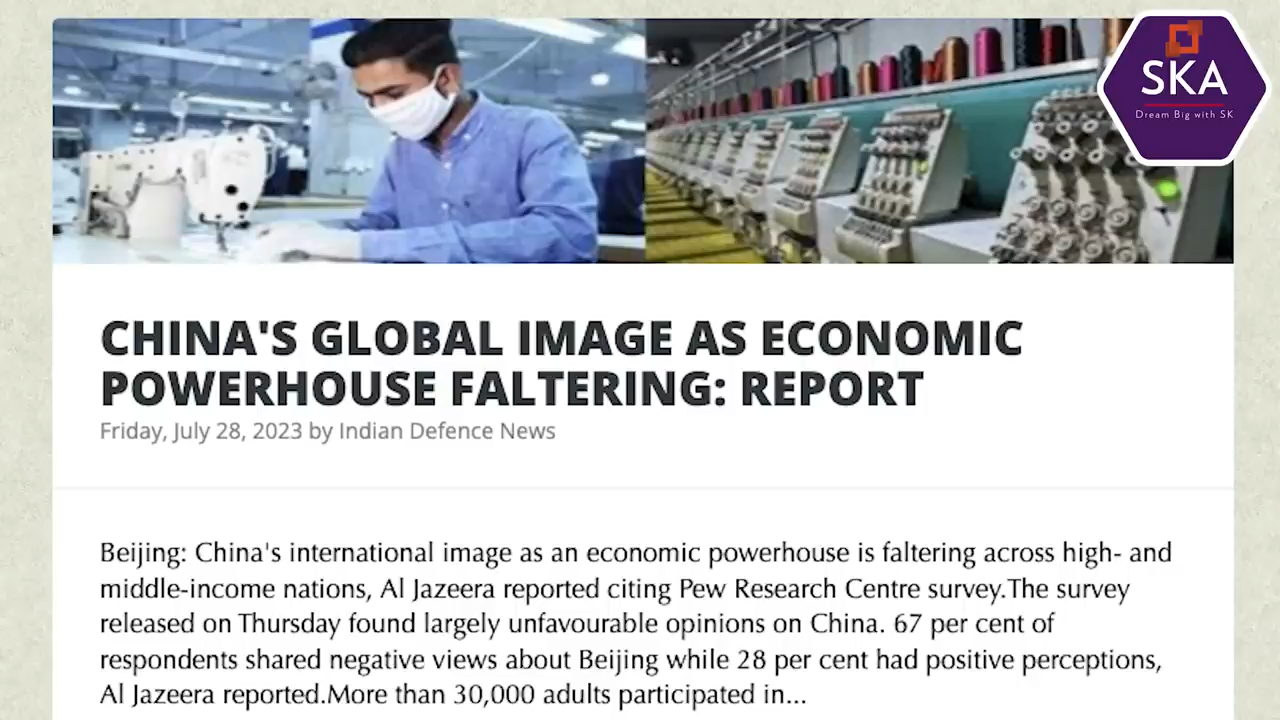 SKA
Dream Big with SK
CHINA'S GLOBAL IMAGE AS ECONOMIC
POWERHOUSE FALTERING: REPORT
Friday, July 28, 2023 by Indian Defence News
Beijing: China's international image as an economic powerhouse is faltering across high- and
middle-income nations, Al Jazeera reported citing Pew Research Centre survey.The survey
released on Thursday found largely unfavourable opinions on China. 67 per cent of
respondents shared negative views about Beijing while 28 per cent had positive perceptions,
Al Jazeera reported.More than 30,000 adults participated in...